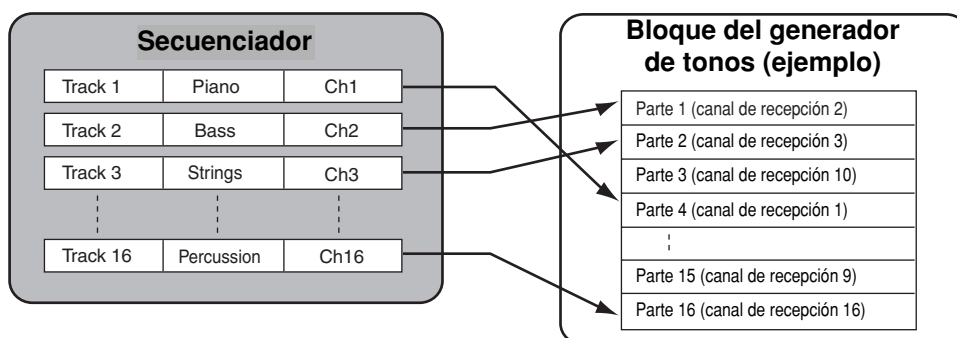 Secuenciador
Track 1 Piano Ch1
Track 2 Bass Ch2
Track 3 Strings Ch3
Track 16 Percussion Ch16
Bloque del generador
de tonos (ejemplo)
Parte 1 (canal de recepción 2)
Parte 2 (canal de recepción 3)
Parte 3 (canal de recepción 10)
Parte 4 (canal de recepción 1)
Parte 15 (canal de recepción 9)
Parte 16 (canal de recepción 16)